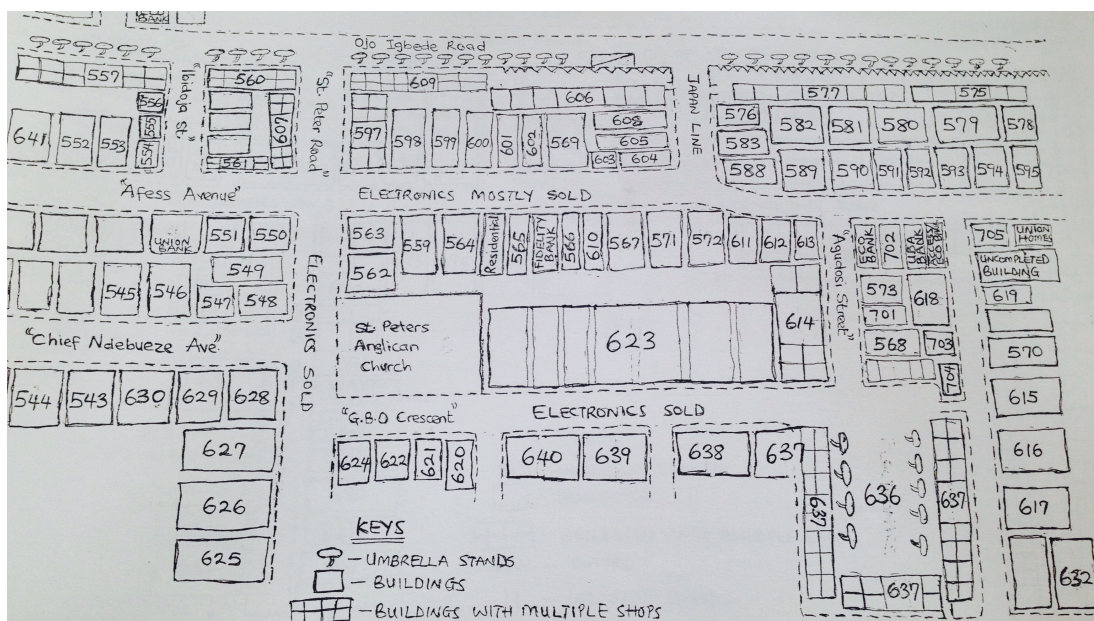 ECO
BANK
Ojo Igbede Road
557
556
555
554
641
552
553
"Ibidoja St."
560
607
561
"St. Peter Road"
609
606
597
598
599
600
601
602
569
608
605
603
604
JAPAN LINE
577
575
576
583
588
582
581
580
579
578
589
590
591
592
593
594
595
"Afess Avenue"
ELECTRONICS MOSTLY SOLD
UNION
BANK
551
550
549
545
546
547
548
ELECTRONICS SOLD
563
562
559
564
Residential
565
FIDELITY
BANK
566
610
567
571
572
611
612
613
614
St. Peters
Anglican
Church
623
"Agudosi Street"
ECO
BANK
702
UBA
BANK
ACCESS
573
618
701
568
703
704
705
UNION
HOMES
UNCOMPLETED
BUILDING
619
570
615
616
617
632
"Chief Ndebueze Ave"
544
543
630
629
628
627
626
625
"G.B.O Crescent"
ELECTRONICS SOLD
624
622
621
620
640
639
638
637
637
636
637
637
KEYS
— UMBRELLA STANDS
— BUILDINGS
— BUILDINGS WITH MULTIPLE SHOPS